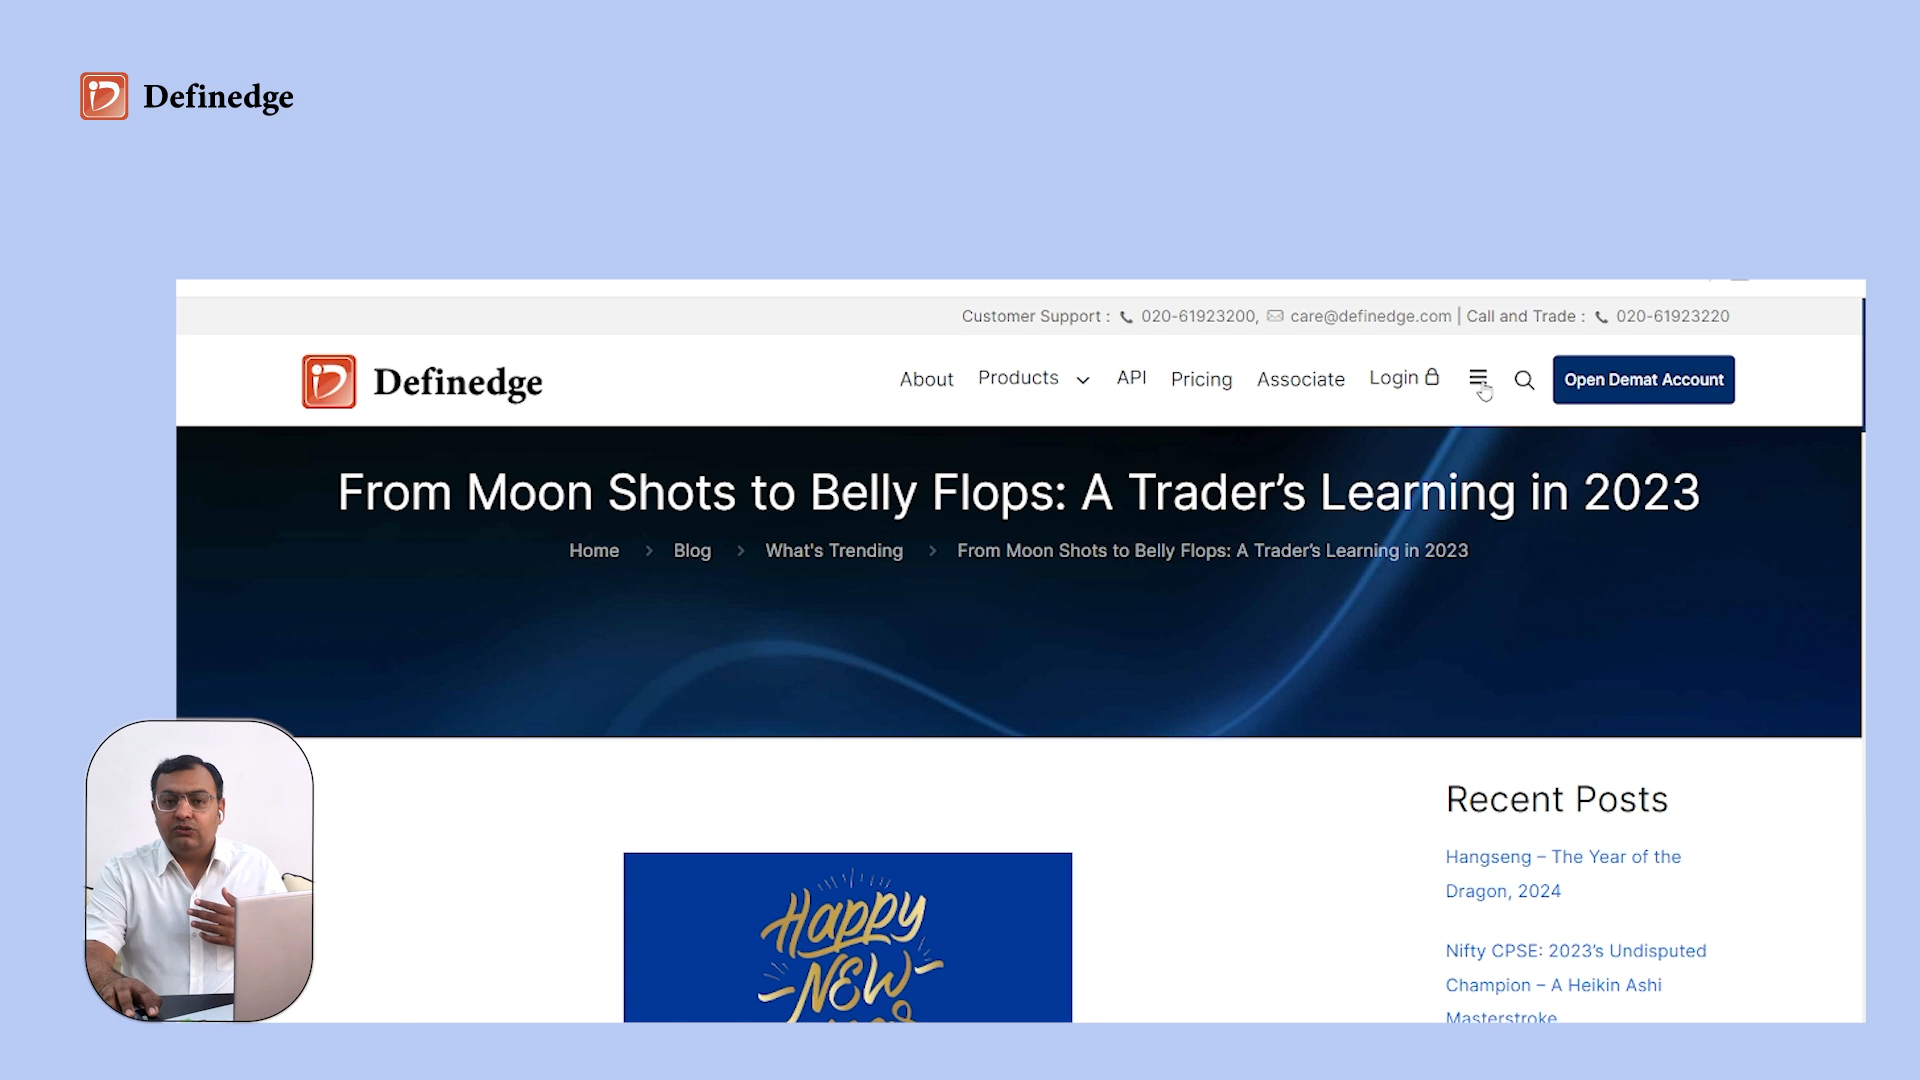 Definedge
Customer Support : 020-61923200, care@definedge.com | Call and Trade : 020-61923220
Definedge
About Products API Pricing Associate Login Open Demat Account
From Moon Shots to Belly Flops: A Trader’s Learning in 2023
Home > Blog > What's Trending > From Moon Shots to Belly Flops: A Trader’s Learning in 2023
Recent Posts
Hangseng – The Year of the
Dragon, 2024
Happy
NEW
Nifty CPSE: 2023’s Undisputed
Champion – A Heikin Ashi
Masterstroke